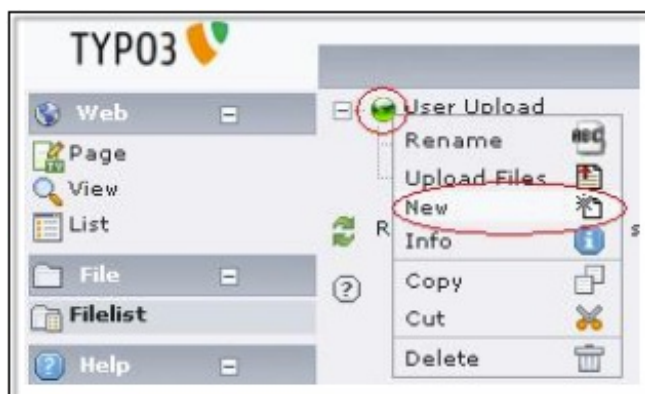 TYPO3
Web
Page
View
List
File
Filelist
Help
User Upload
Rename
Upload Files
New
R
Info
s
Copy
Cut
Delete